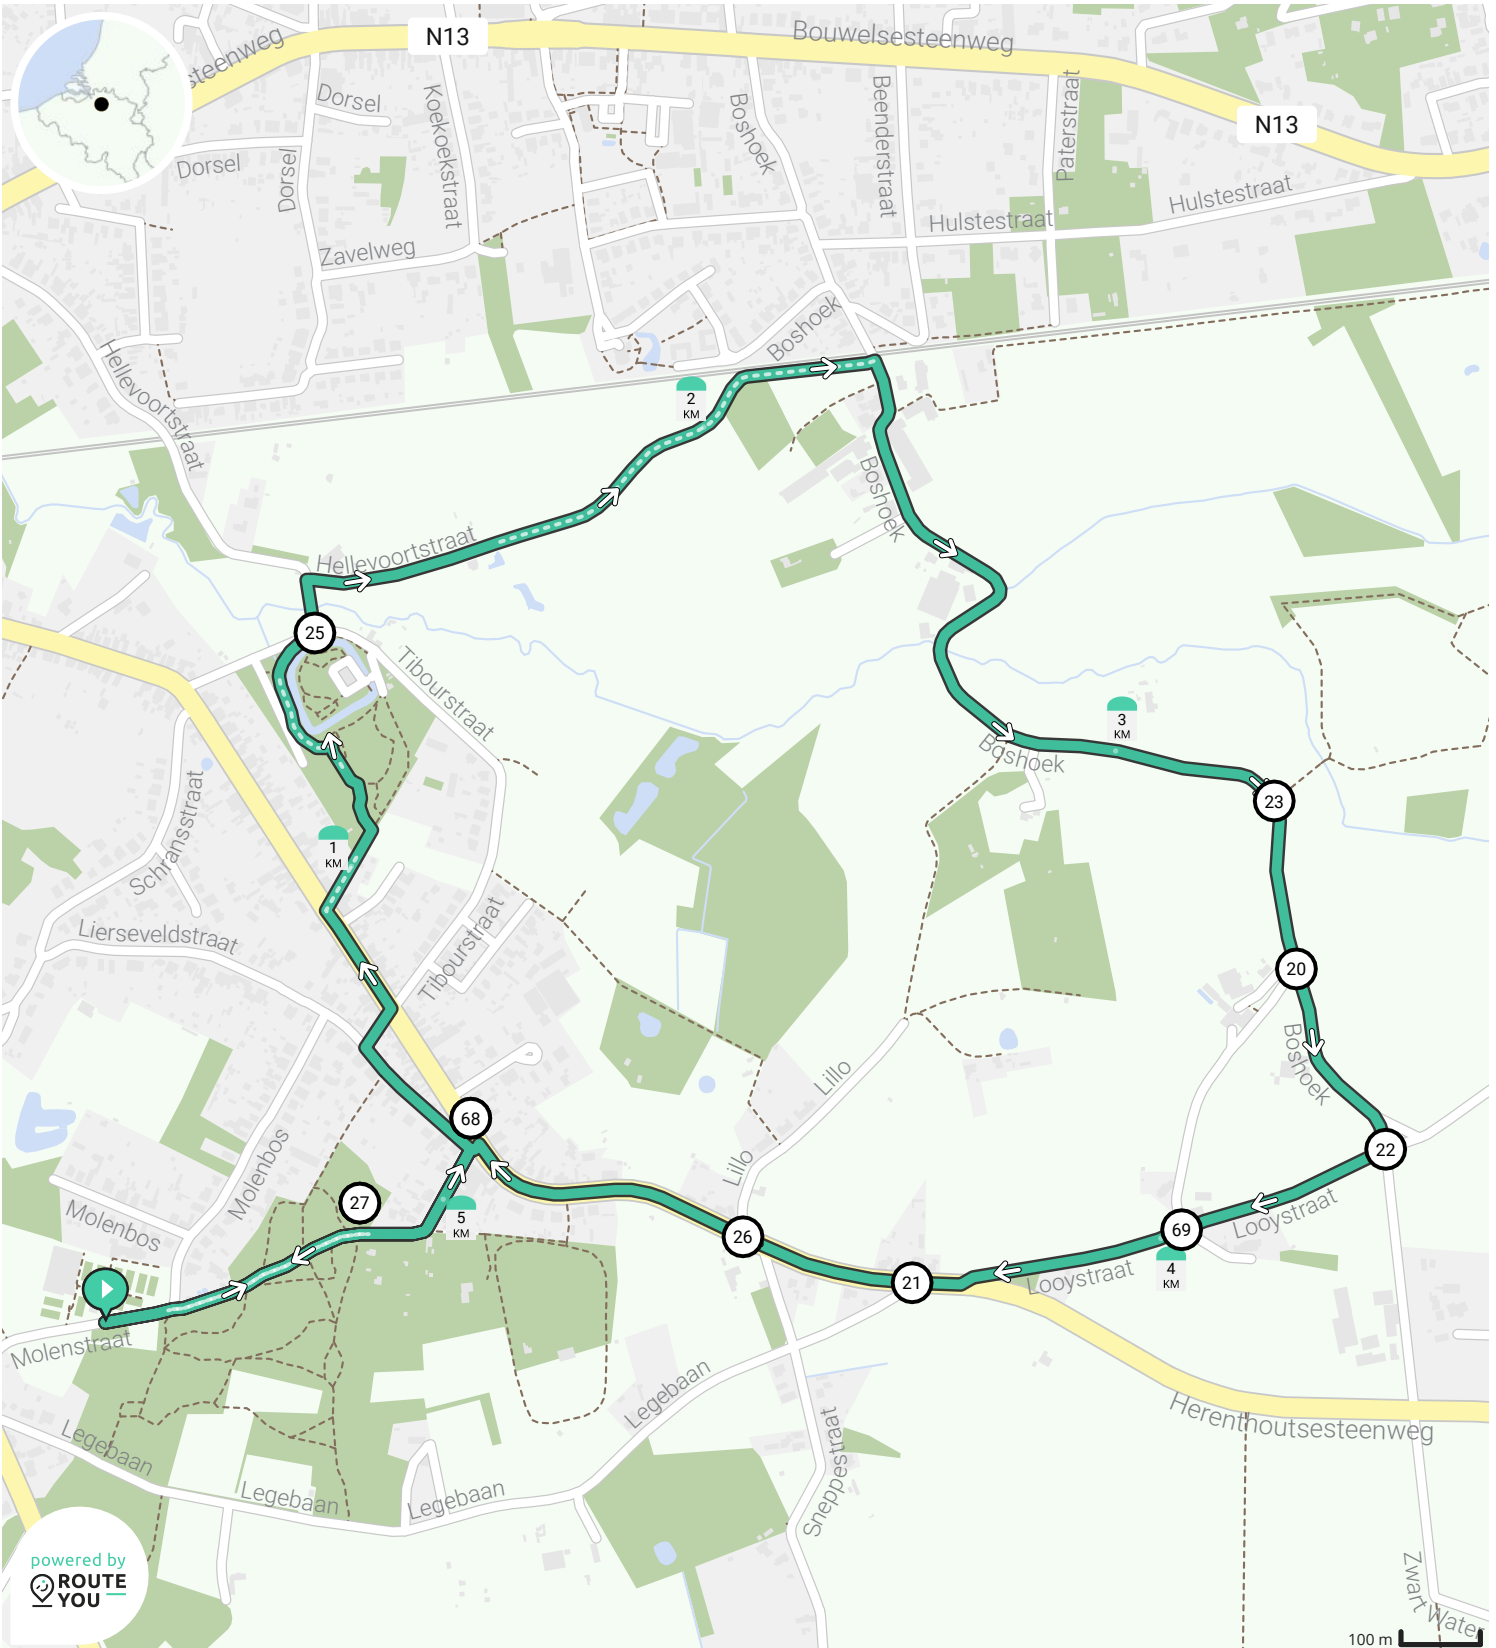 N13
Bouwelsesteenweg
steenweg
Dorsel
Koekoekstraat
Boshoek
Beenderstraat
Paterstraat
N13
Dorsel
Dorsel
Hulstestraat
Hulstestraat
Zavelweg
Boshoek
Hellevoortstraat
2
KM
Boshoek
Hellevoortstraat
25
Tibourstraat
3
KM
Boshoek
23
Schransstraat
1
KM
Lierseveldstraat
Tibourstraat
20
Boshoek
Lillo
68
22
Molenbos
Lillo
27
Molenbos
5
KM
26
69
Looystraat
4
KM
21
Looystraat
Molenstraat
Legebaan
Herenthoutsesteenweg
Legebaan
Sneppestraat
Legebaan
Legebaan
powered by
ROUTE
YOU
Zwart Water
100 m